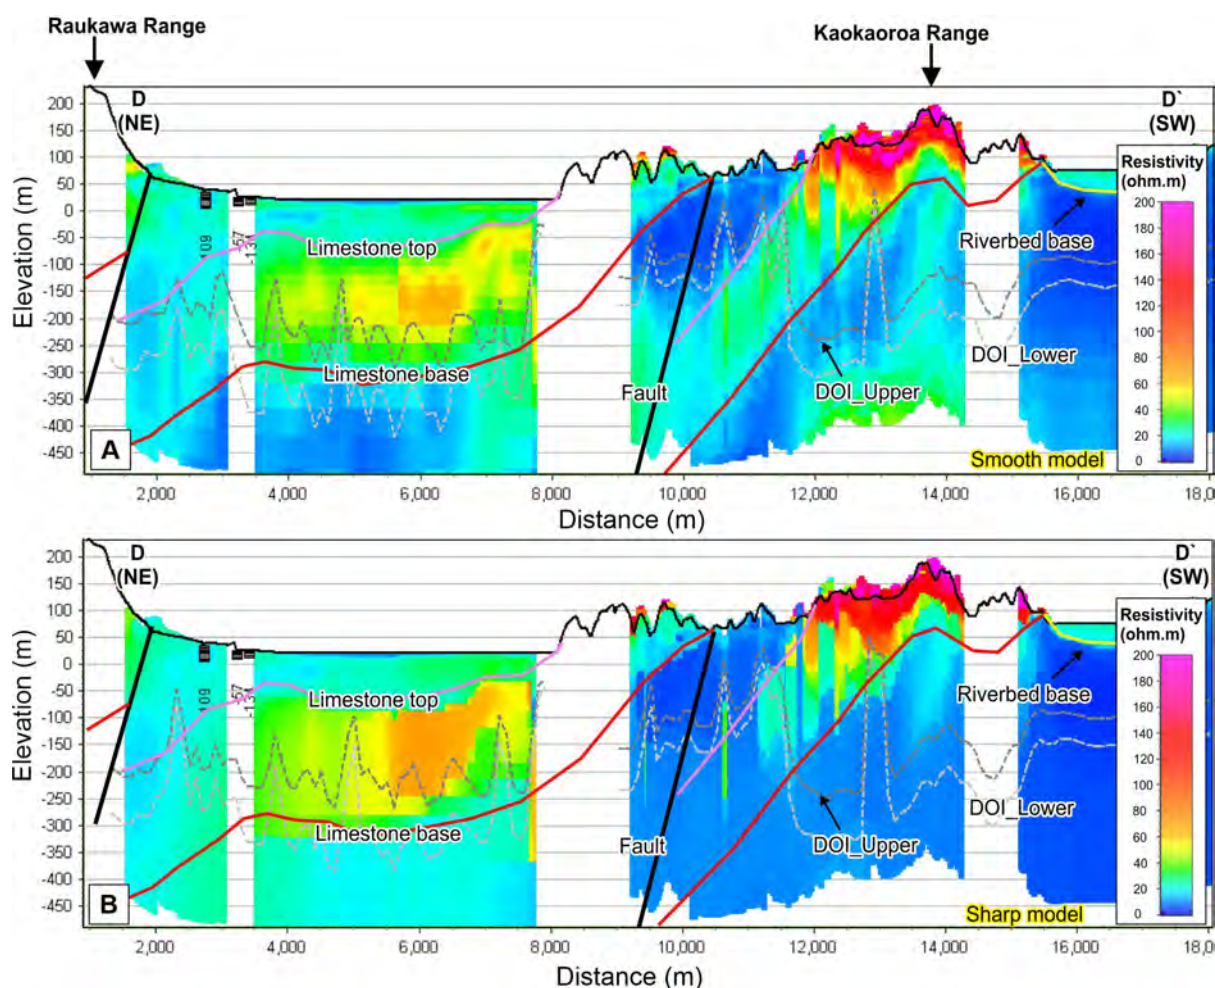 Raukawa Range
Kaokaoroa Range
D
(NE)
D`
(SW)
200
150
100
50
0
-50
-100
-150
-200
-250
-300
-350
-400
-450
Elevation (m)
Resistivity
(ohm.m)
200
180
160
140
120
100
80
60
40
20
0
109
Limestone top
Riverbed base
Limestone base
DOI_Lower
DOI_Upper
Fault
A
Smooth model
2,000
4,000
6,000
8,000
10,000
12,000
14,000
16,000
Distance (m)
D
(NE)
D`
(SW)
200
150
100
50
0
-50
-100
-150
-200
-250
-300
-350
-400
-450
Elevation (m)
Resistivity
(ohm.m)
200
180
160
140
120
100
80
60
40
20
0
109
Limestone top
Riverbed base
Limestone base
DOI_Lower
DOI_Upper
Fault
B
Sharp model
2,000
4,000
6,000
8,000
10,000
12,000
14,000
16,000
Distance (m)